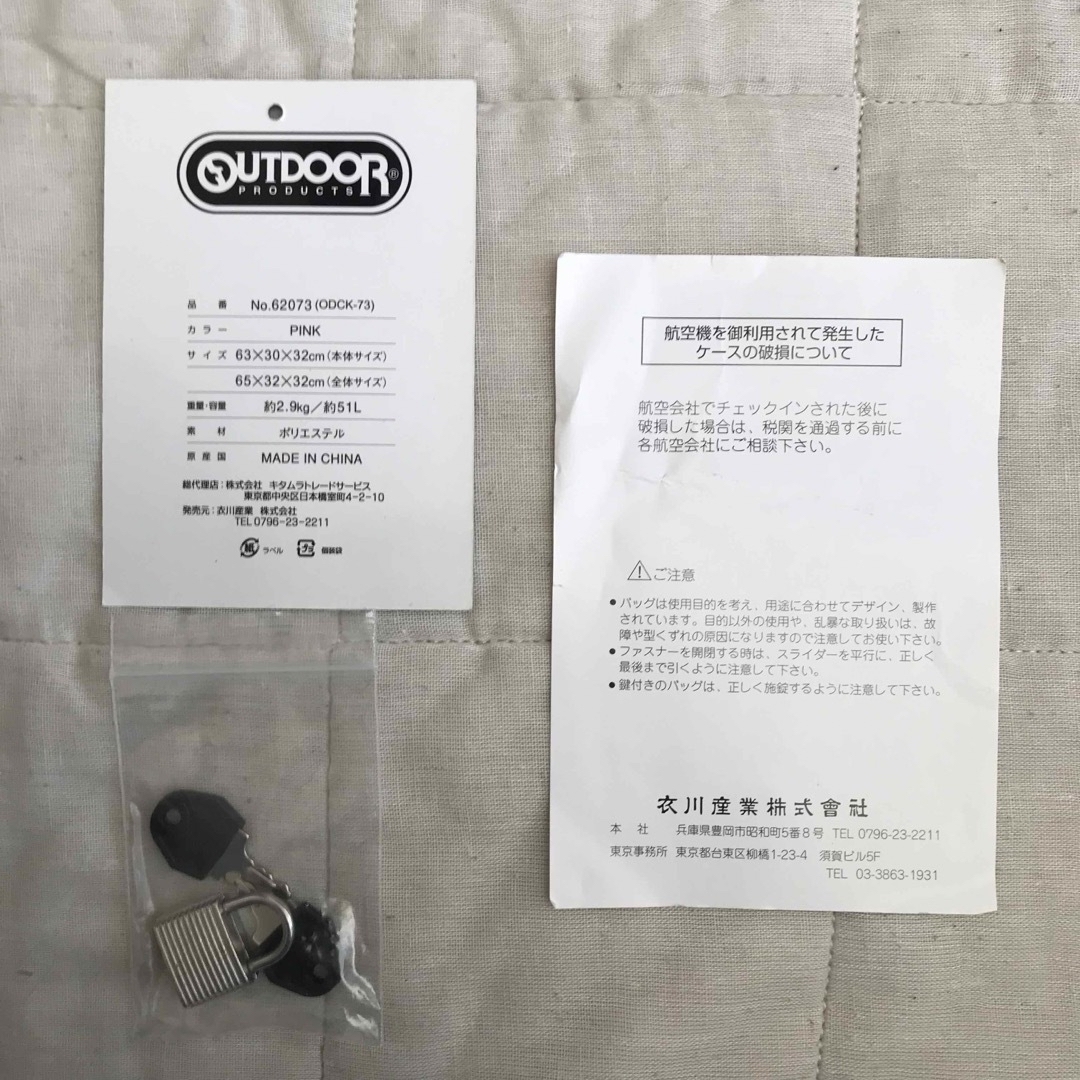 OUTDOOR®
PRODUCTS
品番 No.62073(ODCK-73)
カラー PINK
サイズ 63×30×32cm(本体サイズ)
65×32×32cm(全体サイズ)
重量・容量 約2.9kg/約51L
素材 ポリエステル
原産国 MADE IN CHINA
総代理店:株式会社 キタムラトレードサービス
東京都中央区日本橋室町4-2-10
発売元:衣川産業 株式会社
TEL 0796-23-2211
紙 ラベル プラ 個装袋
航空機を御利用されて発生した
ケースの破損について
航空会社でチェックインされた後に
破損した場合は、税関を通過する前に
各航空会社にご相談下さい。
⚠ご注意
●バッグは使用目的を考え、用途に合わせてデザイン、製作
されています。目的以外の使用や、乱暴な取り扱いは、故
障や型くずれの原因になりますので注意してお使い下さい。
●ファスナーを開閉する時は、スライダーを平行に、正しく
最後まで引くように注意して下さい。
●鍵付きのバッグは、正しく施錠するように注意して下さい。
衣川産業株式會社
本社 兵庫県豊岡市昭和町5番8号 TEL 0796-23-2211
東京事務所 東京都台東区柳橋1-23-4 須賀ビル5F
TEL 03-3863-1931